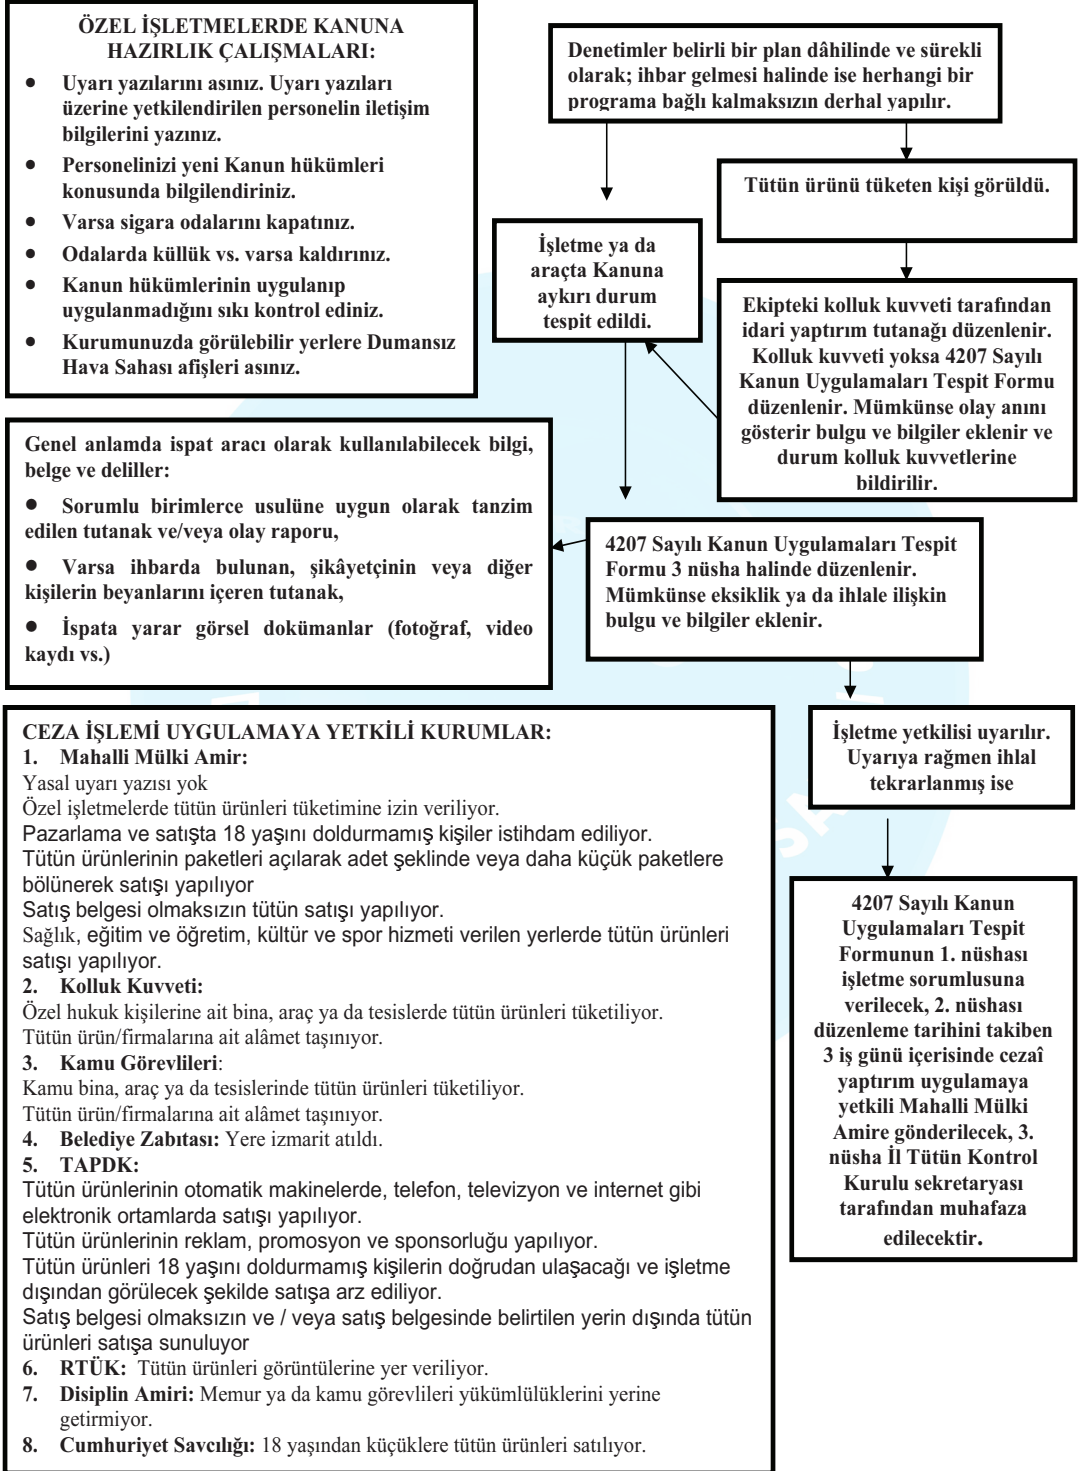 ÖZEL İŞLETMELERDE KANUNA
HAZIRLIK ÇALIŞMALARI:
● Uyarı yazılarını asınız. Uyarı yazıları
üzerine yetkilendirilen personelin iletişim
bilgilerini yazınız.
● Personelinizi yeni Kanun hükümleri
konusunda bilgilendiriniz.
● Varsa sigara odalarını kapatınız.
● Odalarda küllük vs. varsa kaldırınız.
● Kanun hükümlerinin uygulanıp
uygulanmadığını sıkı kontrol ediniz.
● Kurumunuzda görülebilir yerlere Dumansız
Hava Sahası afişleri asınız.
Denetimler belirli bir plan dâhilinde ve sürekli
olarak; ihbar gelmesi halinde ise herhangi bir
programa bağlı kalmaksızın derhal yapılır.
Tütün ürünü tüketen kişi görüldü.
İşletme ya da
araçta Kanuna
aykırı durum
tespit edildi.
Ekipteki kolluk kuvveti tarafından
idari yaptırım tutanağı düzenlenir.
Kolluk kuvveti yoksa 4207 Sayılı
Kanun Uygulamaları Tespit Formu
düzenlenir. Mümkünse olay anını
gösterir bulgu ve bilgiler eklenir ve
durum kolluk kuvvetlerine
bildirilir.
Genel anlamda ispat aracı olarak kullanılabilecek bilgi,
belge ve deliller:
● Sorumlu birimlerce usulüne uygun olarak tanzim
edilen tutanak ve/veya olay raporu,
● Varsa ihbarda bulunan, şikâyetçinin veya diğer
kişilerin beyanlarını içeren tutanak,
● İspata yarar görsel dokümanlar (fotoğraf, video
kaydı vs.)
4207 Sayılı Kanun Uygulamaları Tespit
Formu 3 nüsha halinde düzenlenir.
Mümkünse eksiklik ya da ihlale ilişkin
bulgu ve bilgiler eklenir.
İşletme yetkilisi uyarılır.
Uyarıya rağmen ihlal
tekrarlanmış ise
4207 Sayılı Kanun
Uygulamaları Tespit
Formunun 1. nüshası
işletme sorumlusuna
verilecek, 2. nüshası
düzenleme tarihini takiben
3 iş günü içerisinde cezaî
yaptırım uygulamaya
yetkili Mahalli Mülki
Amire gönderilecek, 3.
nüsha İl Tütün Kontrol
Kurulu sekretaryası
tarafından muhafaza
edilecektir.
CEZA İŞLEMİ UYGULAMAYA YETKİLİ KURUMLAR:
1. Mahalli Mülki Amir:
Yasal uyarı yazısı yok
Özel işletmelerde tütün ürünleri tüketimine izin veriliyor.
Pazarlama ve satışta 18 yaşını doldurmamış kişiler istihdam ediliyor.
Tütün ürünlerinin paketleri açılarak adet şeklinde veya daha küçük paketlere
bölünerek satışı yapılıyor
Satış belgesi olmaksızın tütün satışı yapılıyor.
Sağlık, eğitim ve öğretim, kültür ve spor hizmeti verilen yerlerde tütün ürünleri
satışı yapılıyor.
2. Kolluk Kuvveti:
Özel hukuk kişilerine ait bina, araç ya da tesislerde tütün ürünleri tüketiliyor.
Tütün ürün/firmalarına ait alâmet taşınıyor.
3. Kamu Görevlileri:
Kamu bina, araç ya da tesislerinde tütün ürünleri tüketiliyor.
Tütün ürün/firmalarına ait alâmet taşınıyor.
4. Belediye Zabıtası: Yere izmarit atıldı.
5. TAPDK:
Tütün ürünlerinin otomatik makinelerde, telefon, televizyon ve internet gibi
elektronik ortamlarda satışı yapılıyor.
Tütün ürünlerinin reklam, promosyon ve sponsorluğu yapılıyor.
Tütün ürünleri 18 yaşını doldurmamış kişilerin doğrudan ulaşacağı ve işletme
dışından görülecek şekilde satışa arz ediliyor.
Satış belgesi olmaksızın ve / veya satış belgesinde belirtilen yerin dışında tütün
ürünleri satışa sunuluyor
6. RTÜK: Tütün ürünleri görüntülerine yer veriliyor.
7. Disiplin Amiri: Memur ya da kamu görevlileri yükümlülüklerini yerine
getirmiyor.
8. Cumhuriyet Savcılığı: 18 yaşından küçüklere tütün ürünleri satılıyor.